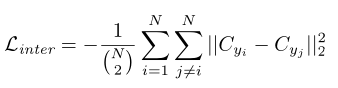 $\mathcal{L}_{inter} = -\frac{1}{\binom{N}{2}} \sum_{i=1}^{N} \sum_{j \neq i}^{N} ||C_{y_i} - C_{y_j}||_2^2$